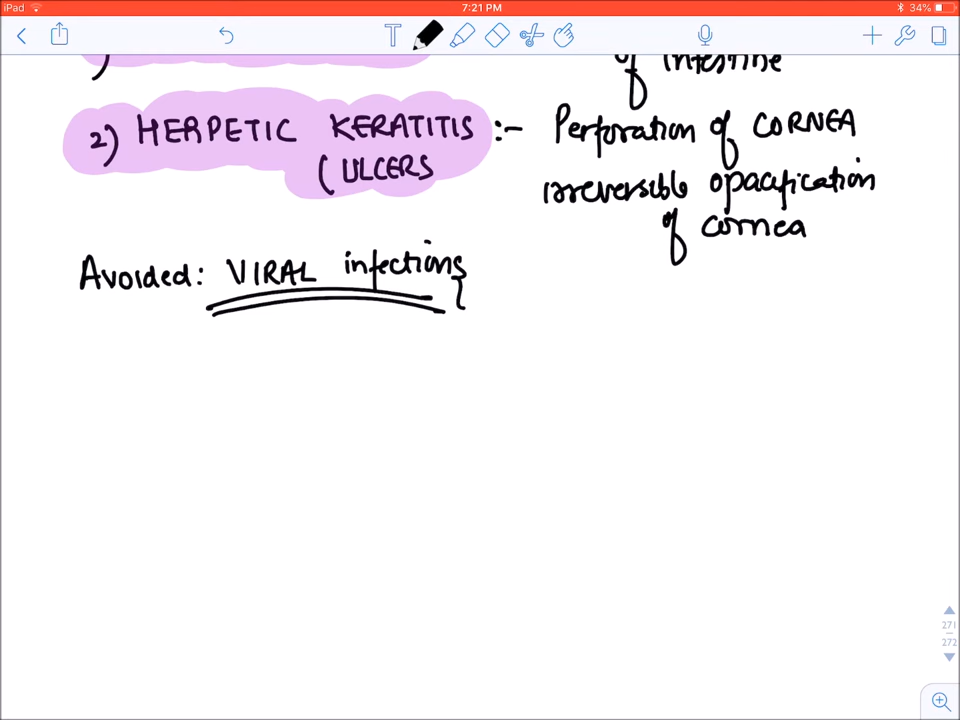 iPad 7:21 PM 34%
T
)
of intestine
2) HERPETIC KERATITIS :- Perforation of CORNEA
(ULCERS
irreversible opacification
of cornea
Avoided: VIRAL infections
271
272